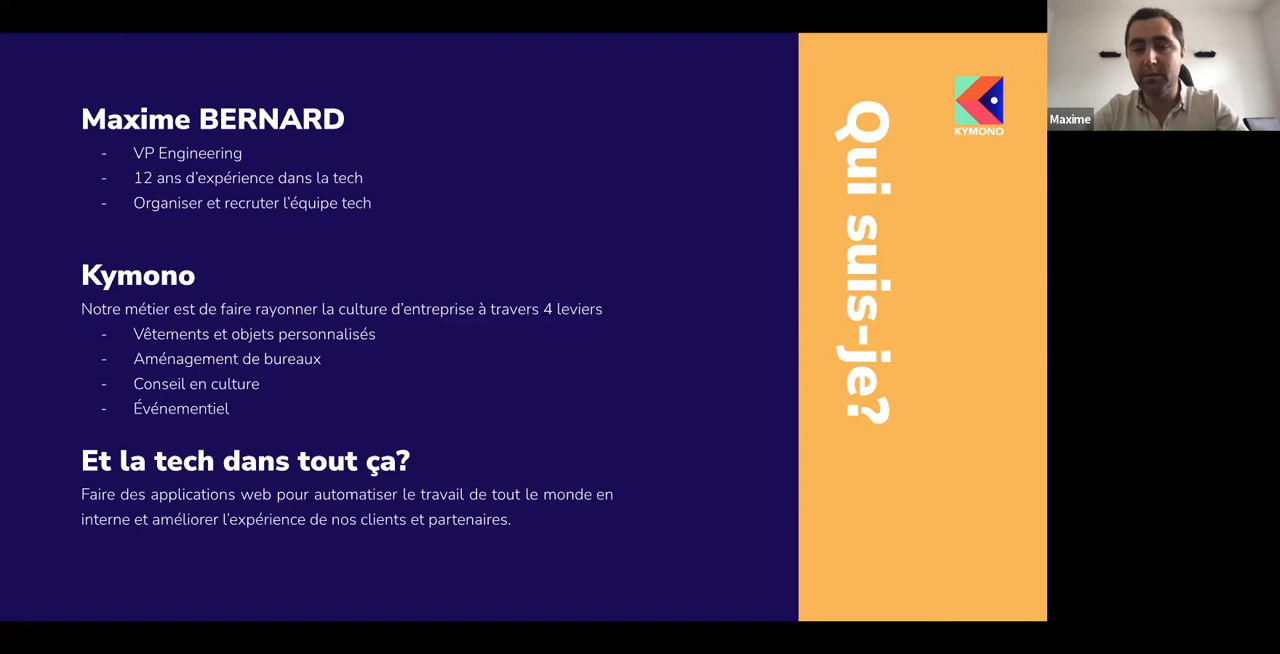 Maxime BERNARD
- VP Engineering
- 12 ans d'expérience dans la tech
- Organiser et recruter l'équipe tech
Kymono
Notre métier est de faire rayonner la culture d'entreprise à travers 4 leviers
- Vêtements et objets personnalisés
- Aménagement de bureaux
- Conseil en culture
- Événementiel
Et la tech dans tout ça?
Faire des applications web pour automatiser le travail de tout le monde en
interne et améliorer l'expérience de nos clients et partenaires.
Qui suis-je?
KYMONO
Maxime